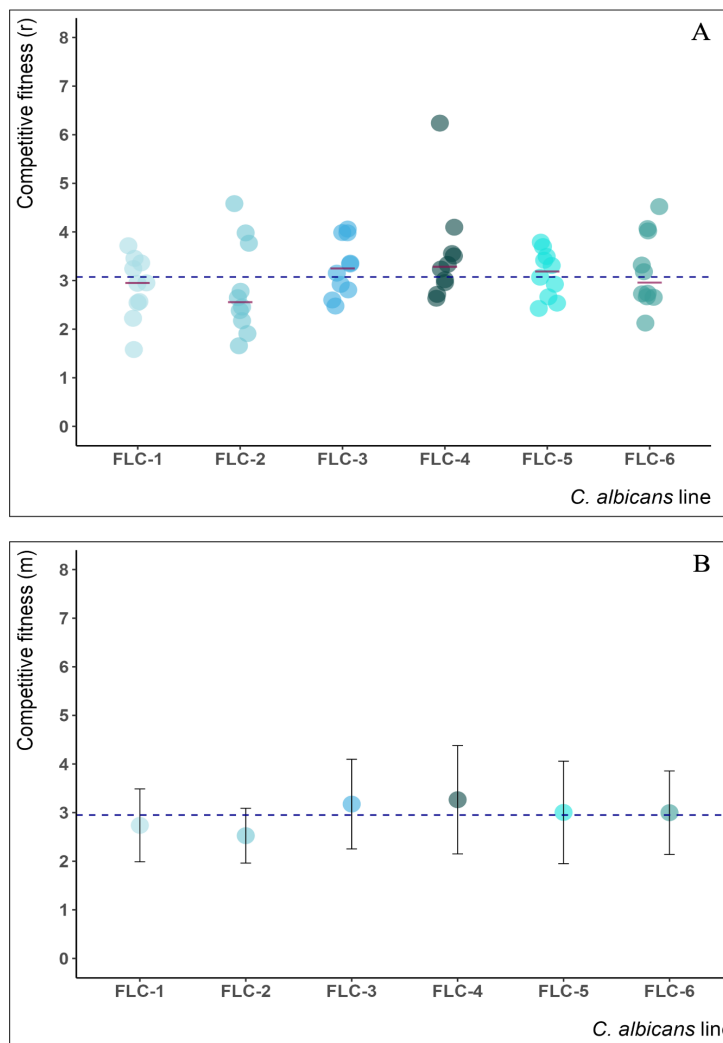 A
Competitive fitness (r)
8
7
6
5
4
3
2
1
0
FLC-1 FLC-2 FLC-3 FLC-4 FLC-5 FLC-6
C. albicans line
B
Competitive fitness (m)
8
7
6
5
4
3
2
1
0
FLC-1 FLC-2 FLC-3 FLC-4 FLC-5 FLC-6
C. albicans line